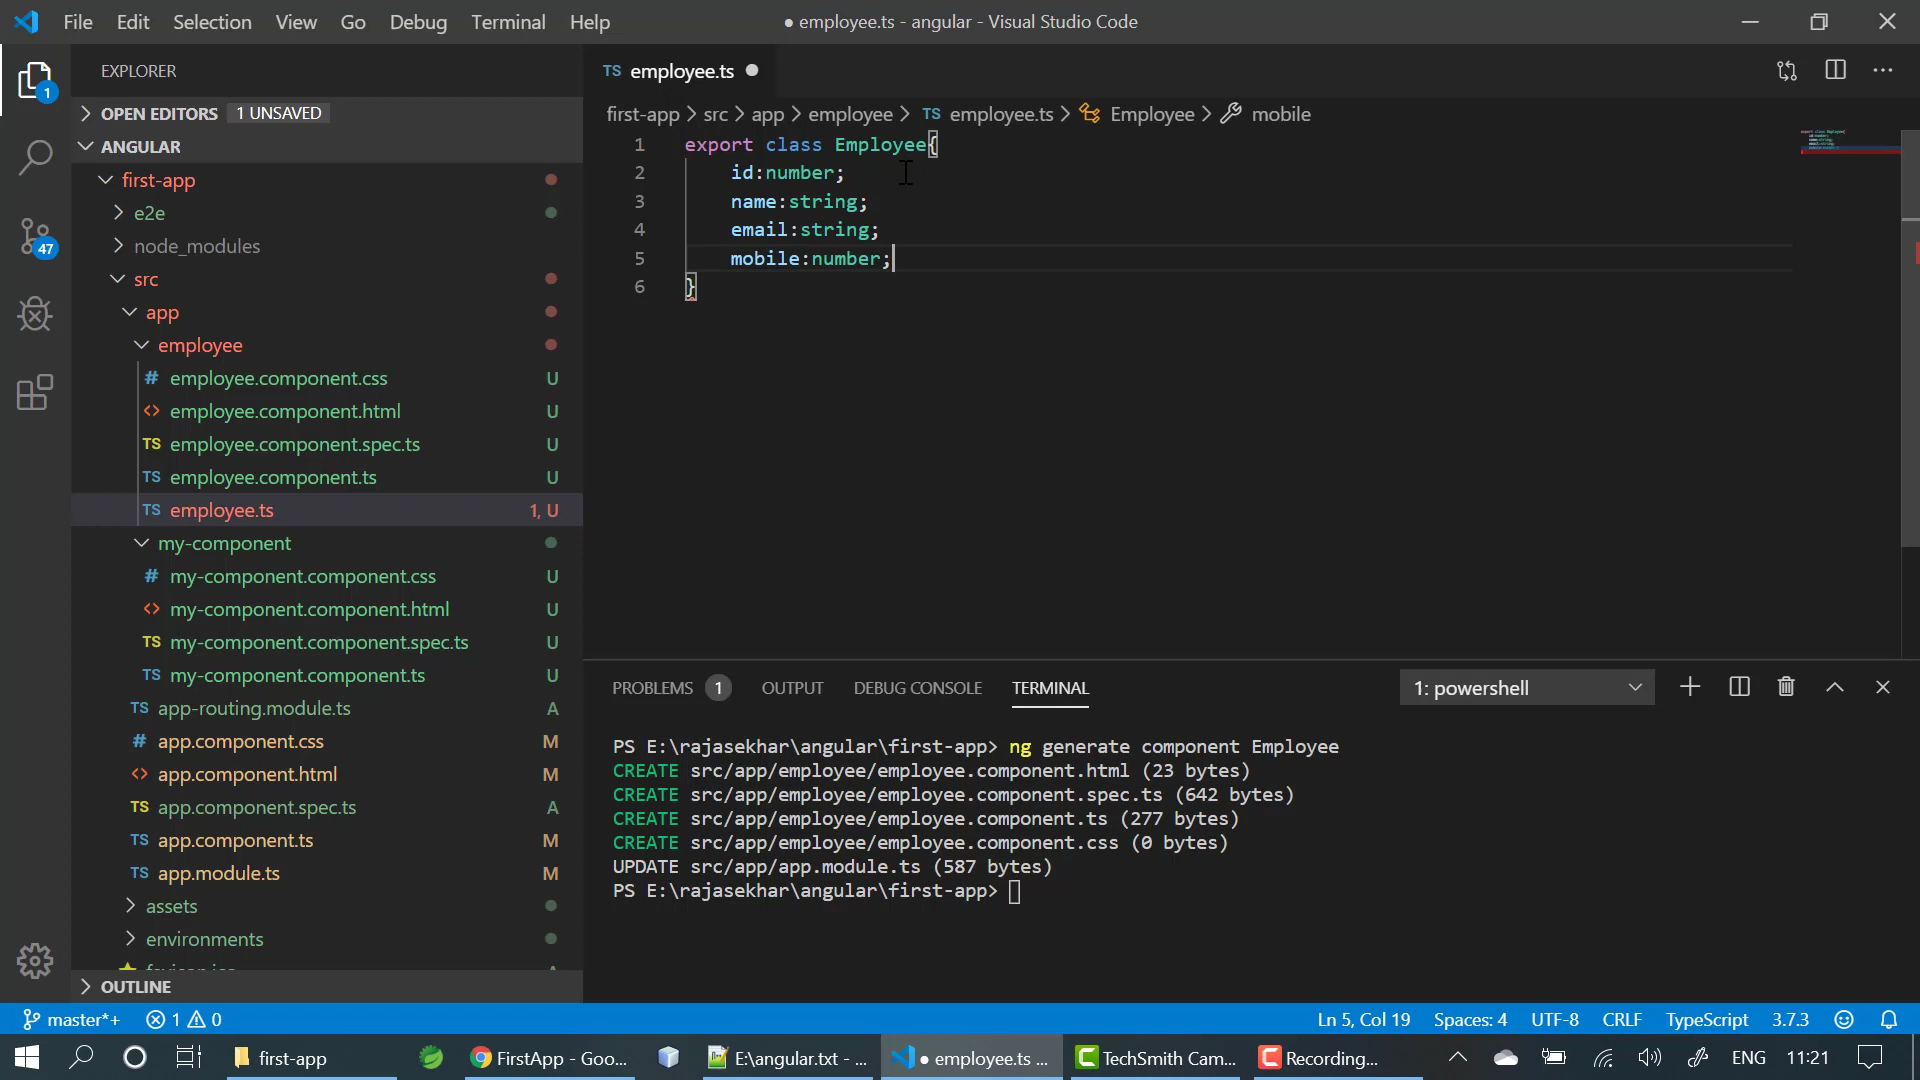 File Edit Selection View Go Debug Terminal Help
● employee.ts - angular - Visual Studio Code
EXPLORER
1
OPEN EDITORS 1 UNSAVED
ANGULAR
first-app
e2e
node_modules
47
src
app
employee
# employee.component.css U
<> employee.component.html U
TS employee.component.spec.ts U
TS employee.component.ts U
TS employee.ts 1, U
my-component
# my-component.component.css U
<> my-component.component.html U
TS my-component.component.spec.ts U
TS my-component.component.ts U
TS app-routing.module.ts A
# app.component.css M
<> app.component.html M
TS app.component.spec.ts A
TS app.component.ts M
TS app.module.ts M
assets
environments
OUTLINE
TS employee.ts ●
first-app > src > app > employee > TS employee.ts > Employee > mobile
1 export class Employee{
2 id:number;
3 name:string;
4 email:string;
5 mobile:number;
6 }
PROBLEMS 1 OUTPUT DEBUG CONSOLE TERMINAL 1: powershell
PS E:\rajasekhar\angular\first-app> ng generate component Employee
CREATE src/app/employee/employee.component.html (23 bytes)
CREATE src/app/employee/employee.component.spec.ts (642 bytes)
CREATE src/app/employee/employee.component.ts (277 bytes)
CREATE src/app/employee/employee.component.css (0 bytes)
UPDATE src/app/app.module.ts (587 bytes)
PS E:\rajasekhar\angular\first-app>
master*+ 1 0 Ln 5, Col 19 Spaces: 4 UTF-8 CRLF TypeScript 3.7.3
first-app FirstApp - Goo... E:\angular.txt - ... ● employee.ts ... TechSmith Cam... Recording... ENG 11:21